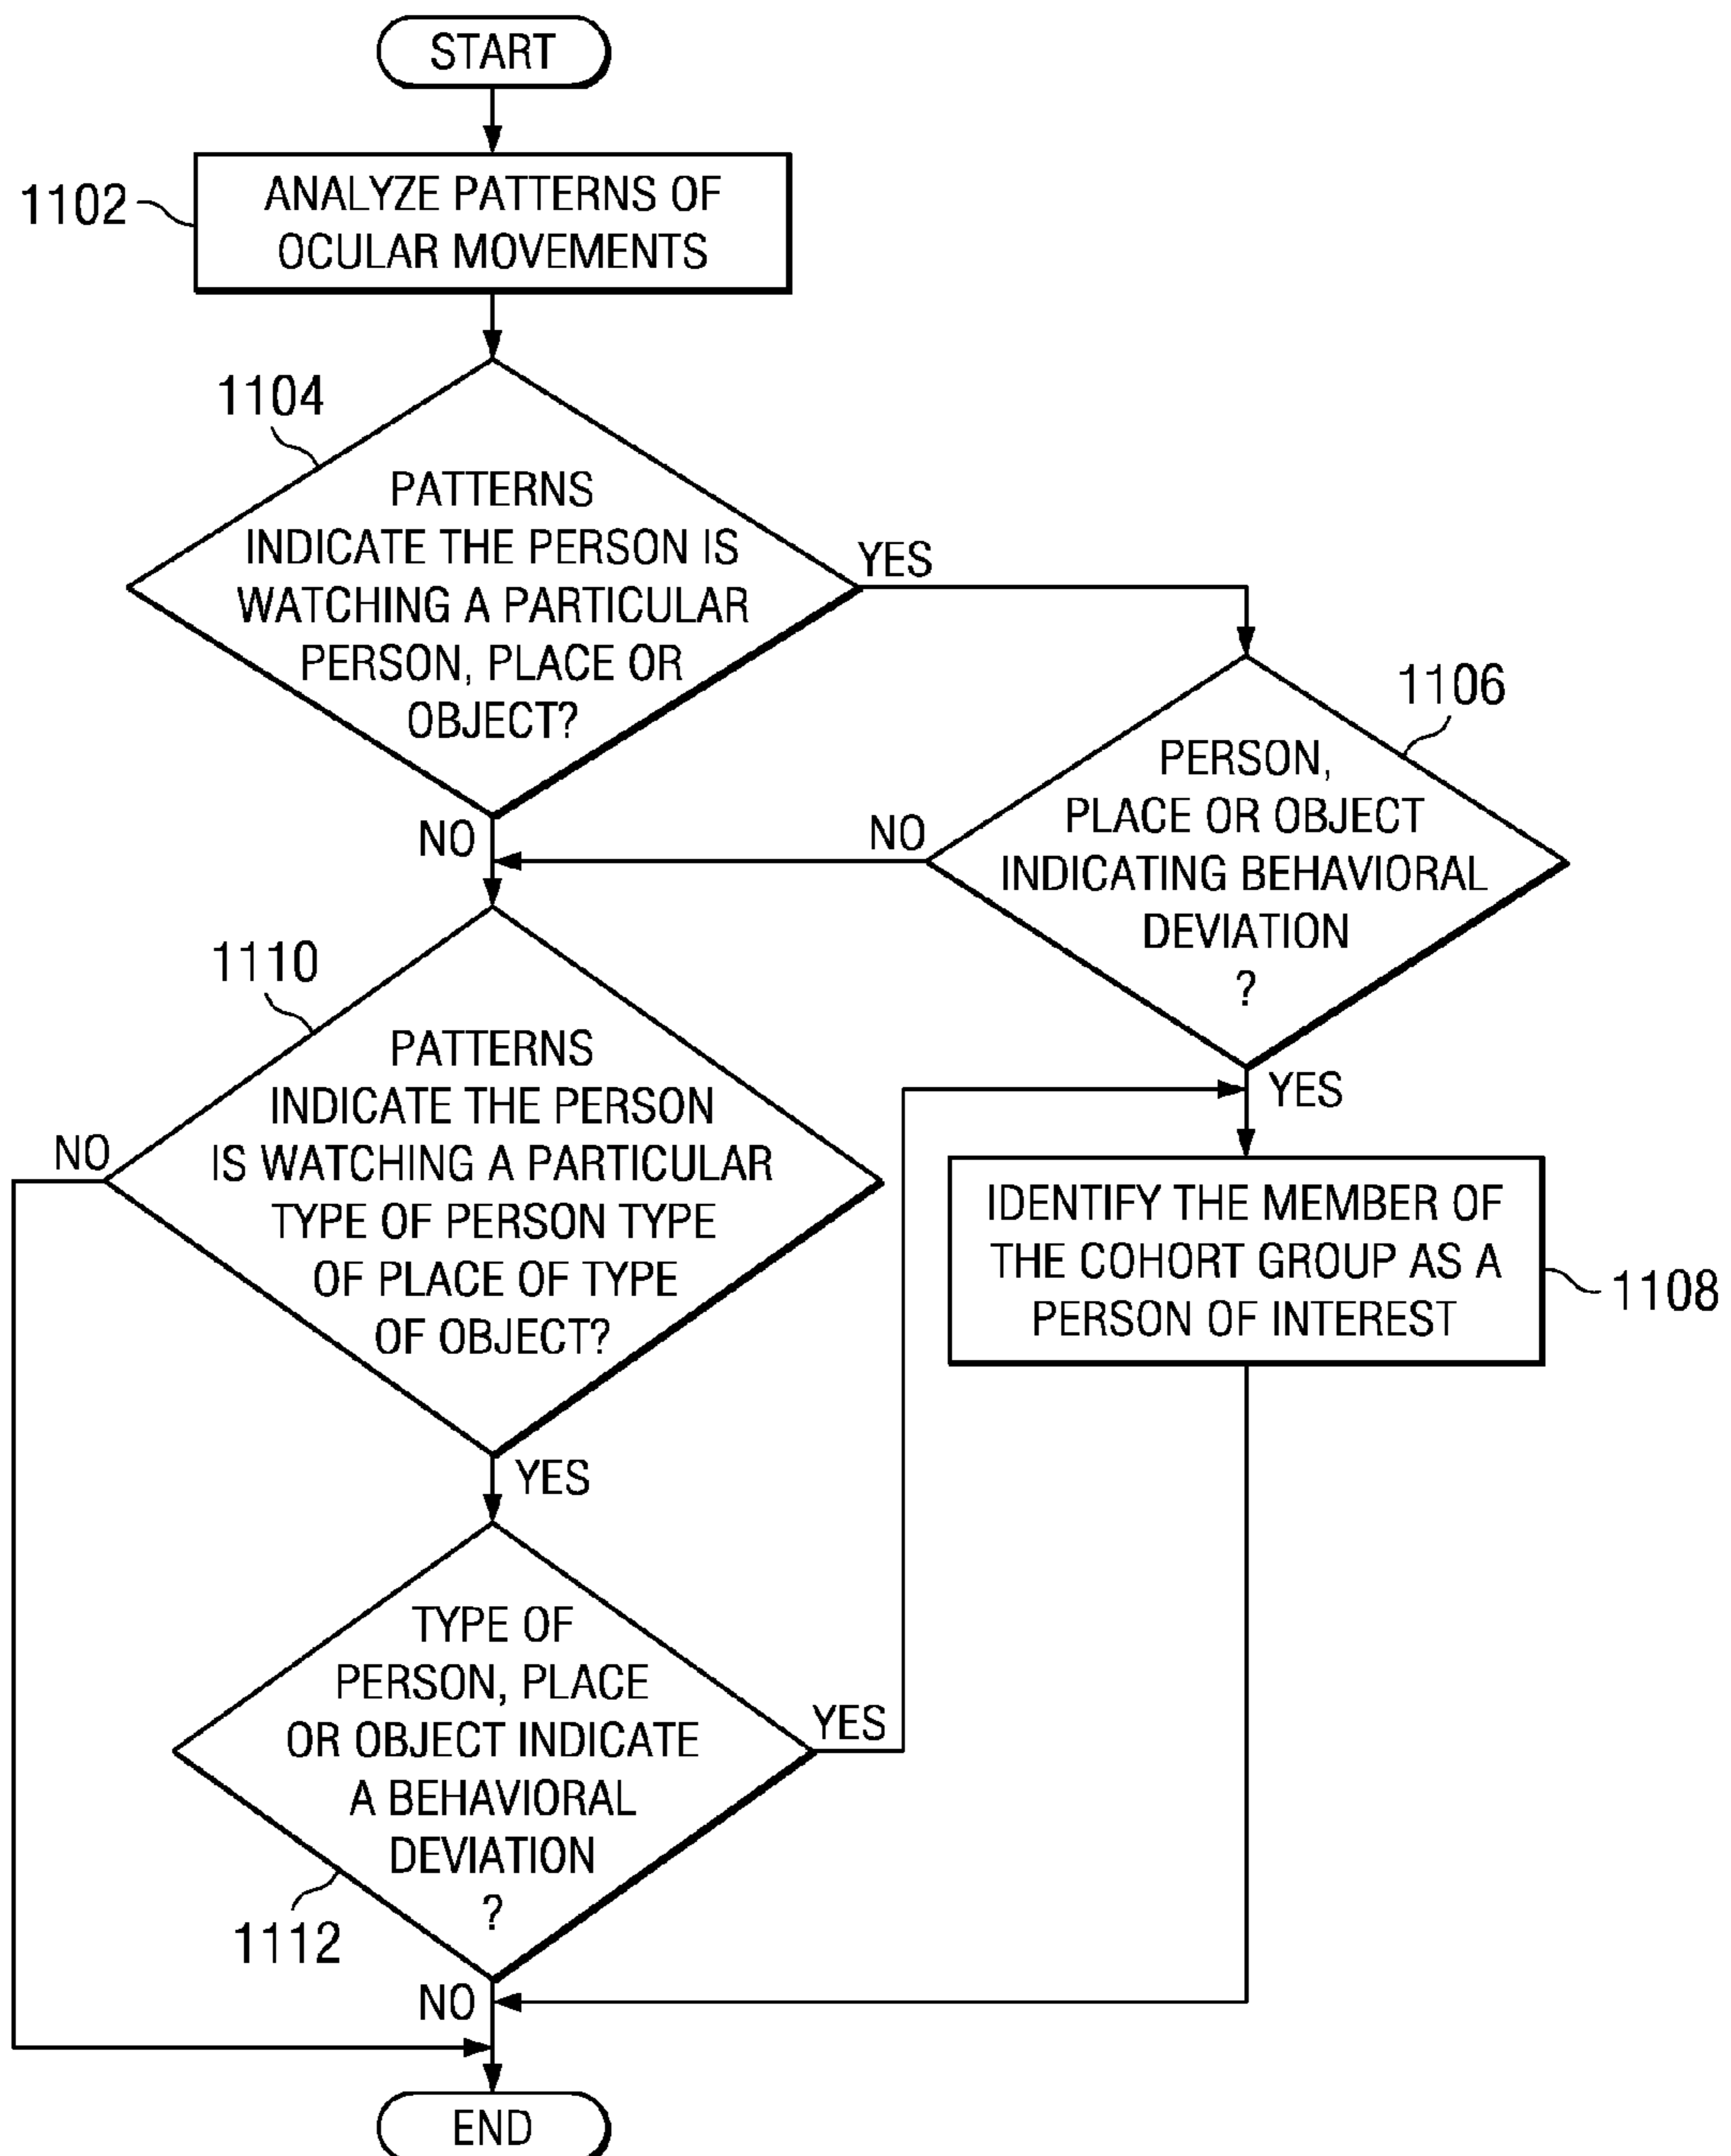 START
1102
ANALYZE PATTERNS OF
OCULAR MOVEMENTS
1104
PATTERNS
INDICATE THE PERSON IS
WATCHING A PARTICULAR
PERSON, PLACE OR
OBJECT?
YES
NO
1106
PERSON,
PLACE OR OBJECT
INDICATING BEHAVIORAL
DEVIATION
?
NO
YES
1108
IDENTIFY THE MEMBER OF
THE COHORT GROUP AS A
PERSON OF INTEREST
1110
PATTERNS
INDICATE THE PERSON
IS WATCHING A PARTICULAR
TYPE OF PERSON TYPE
OF PLACE OF TYPE
OF OBJECT?
NO
YES
1112
TYPE OF
PERSON, PLACE
OR OBJECT INDICATE
A BEHAVIORAL
DEVIATION
?
YES
NO
END